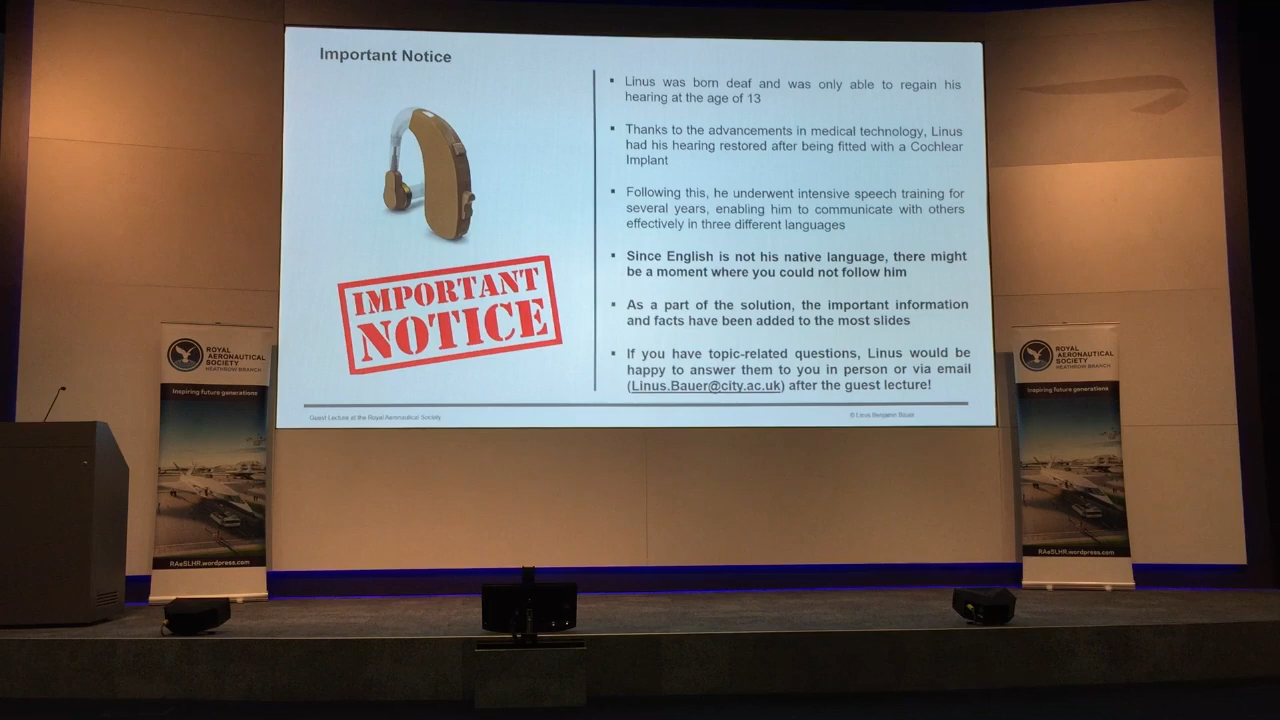 Important Notice
Linus was born deaf and was only able to regain his
hearing at the age of 13
Thanks to the advancements in medical technology, Linus
had his hearing restored after being fitted with a Cochlear
Implant
Following this, he underwent intensive speech training for
several years, enabling him to communicate with others
effectively in three different languages
Since English is not his native language, there might
be a moment where you could not follow him
As a part of the solution, the important information
and facts have been added to the most slides
If you have topic-related questions, Linus would be
happy to answer them to you in person or via email
(Linus.Bauer@city.ac.uk) after the guest lecture!
IMPORTANT
NOTICE
Guest Lecture at the Royal Aeronautical Society
© Linus Benjamin Bauer
ROYAL
AERONAUTICAL
SOCIETY
HEATHROW BRANCH
Inspiring future generations
RAeSLHR.wordpress.com
ROYAL
AERONAUTICAL
SOCIETY
HEATHROW BRANCH
Inspiring future generations
RAeSLHR.wordpress.com